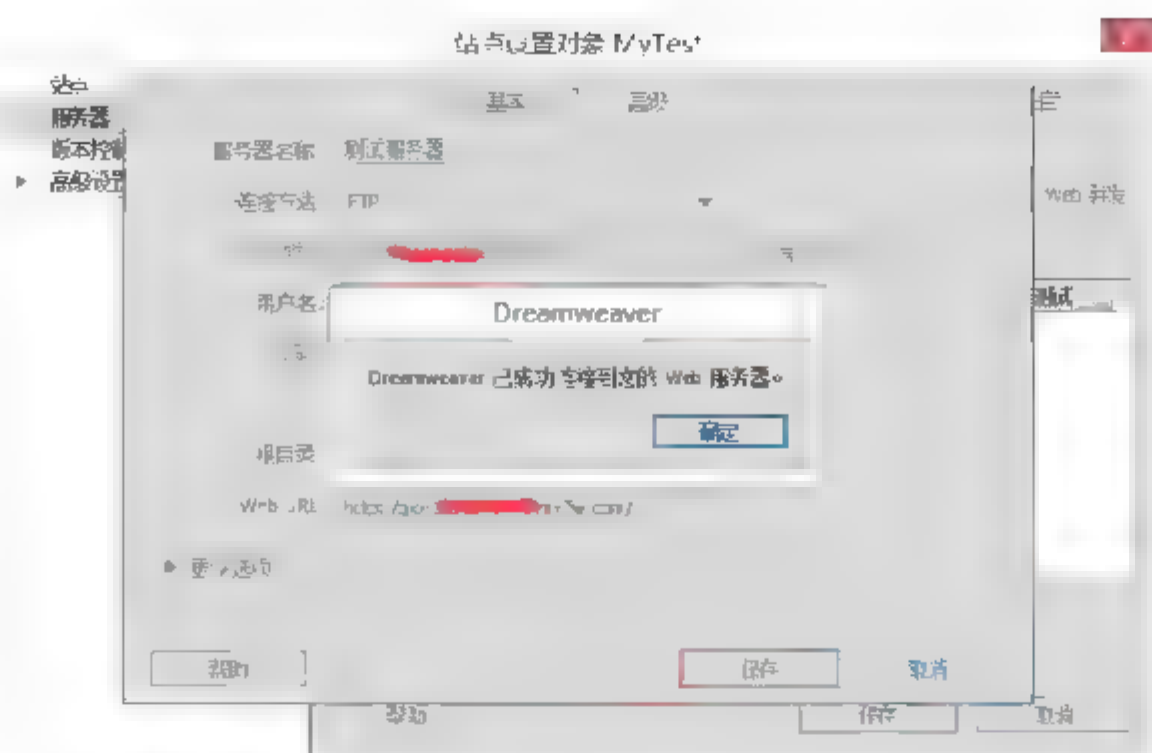 站点设置对象 MyTest
站点
服务器
版本控制
高级设置
基本 高级
服务器名称 测试服务器
连接方法 FTP
Web 开发
用户名
测试
Dreamweaver
Dreamweaver 已成功连接到您的 Web 服务器。
确定
根目录
Web URL
更多选项
帮助 保存 取消
帮助 保存 取消